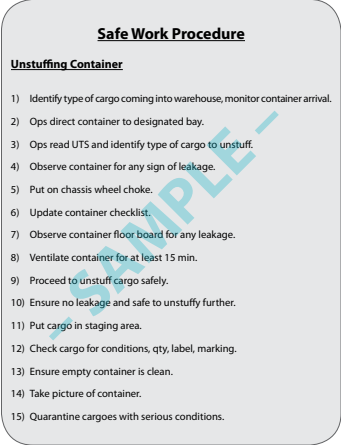 Safe Work Procedure
Unstuffing Container
1) Identify type of cargo coming into warehouse, monitor container arrival.
2) Ops direct container to designated bay.
3) Ops read UTS and identify type of cargo to unstuff.
4) Observe container for any sign of leakage.
5) Put on chassis wheel choke.
6) Update container checklist.
7) Observe container floor board for any leakage.
8) Ventilate container for at least 15 min.
9) Proceed to unstuff cargo safely.
10) Ensure no leakage and safe to unstuffy further.
11) Put cargo in staging area.
12) Check cargo for conditions, qty, label, marking.
13) Ensure empty container is clean.
14) Take picture of container.
15) Quarantine cargoes with serious conditions.
– SAMPLE –